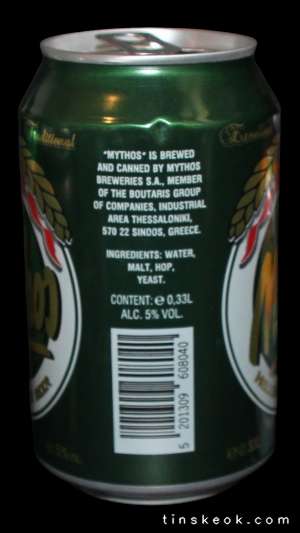 Traditional
"MYTHOS" IS BREWED
AND CANNED BY MYTHOS
BREWERIES S.A., MEMBER
OF THE BOUTARIS GROUP
OF COMPANIES, INDUSTRIAL
AREA THESSALONIKI,
570 22 SINDOS, GREECE.
INGREDIENTS: WATER,
MALT, HOP,
YEAST.
CONTENT: ℮ 0,33L
ALC. 5% VOL.
5 201309 608040
tinskeok.com